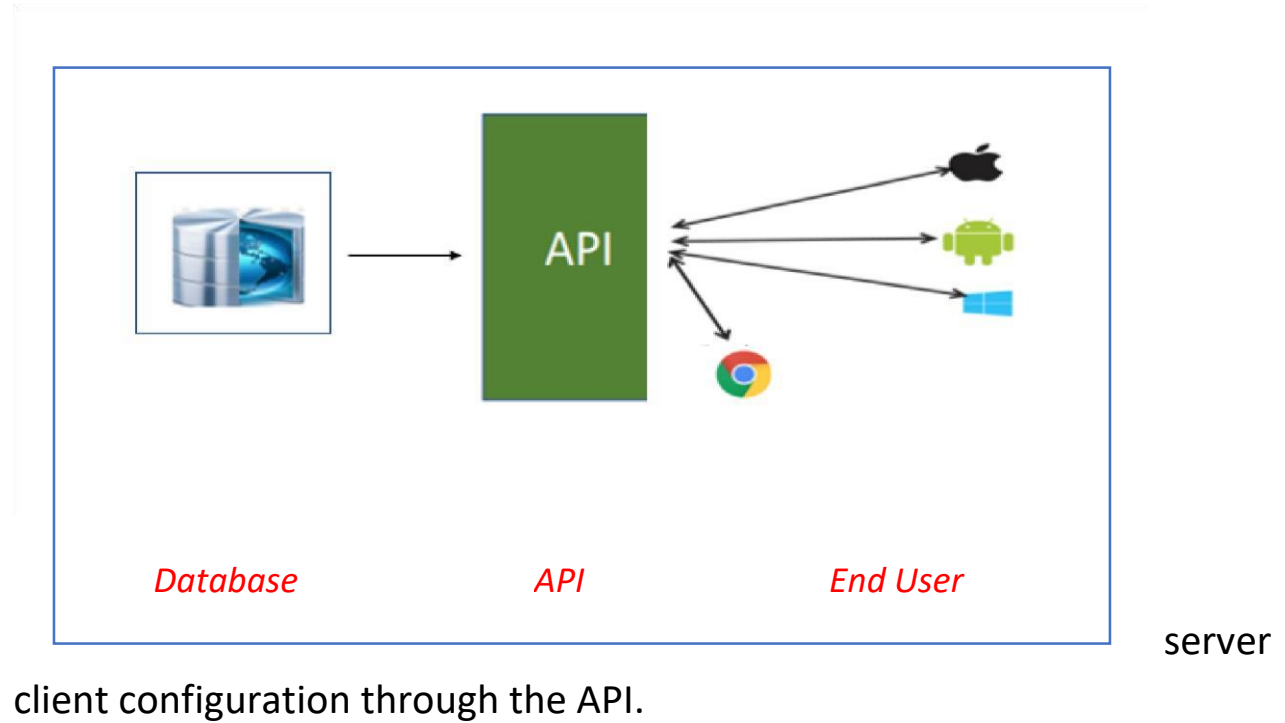 API
Database API End User
server
client configuration through the API.